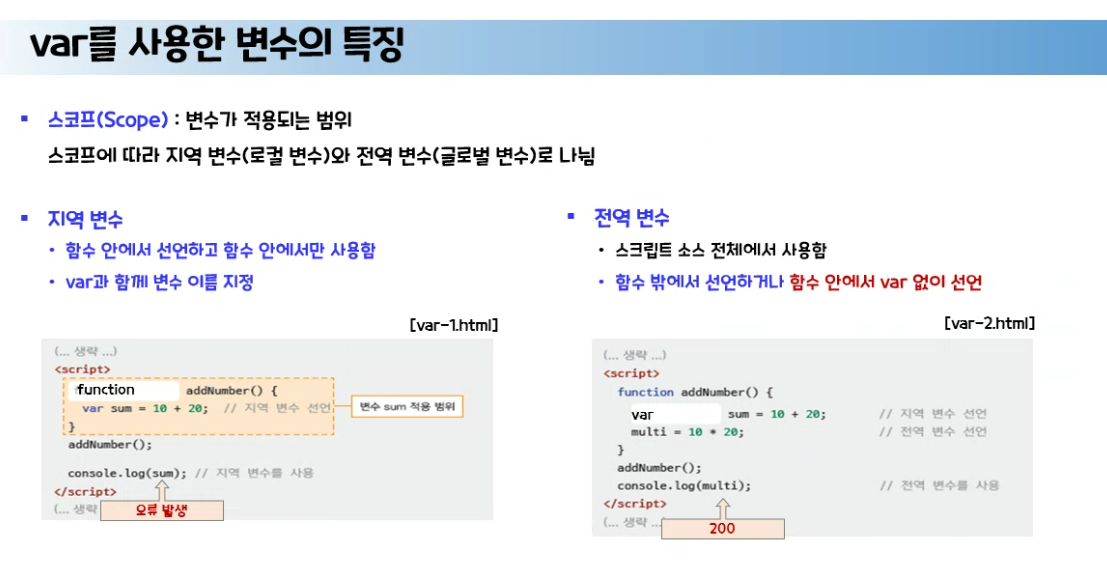 var를 사용한 변수의 특징
스코프(Scope) : 변수가 적용되는 범위
스코프에 따라 지역 변수(로컬 변수)와 전역 변수(글로벌 변수)로 나뉨
지역 변수
함수 안에서 선언하고 함수 안에서만 사용함
var과 함께 변수 이름 지정
[var-1.html]
(... 생략 ...)
<script>
function addNumber() {
var sum = 10 + 20; // 지역 변수 선언
}
변수 sum 적용 범위
addNumber();
console.log(sum); // 지역 변수를 사용
</script>
(... 생략
오류 발생
전역 변수
스크립트 소스 전체에서 사용함
함수 밖에서 선언하거나 함수 안에서 var 없이 선언
[var-2.html]
(... 생략 ...)
<script>
function addNumber() {
var sum = 10 + 20; // 지역 변수 선언
multi = 10 * 20; // 전역 변수 선언
}
addNumber();
console.log(multi); // 전역 변수를 사용
</script>
(... 생략 ...
200